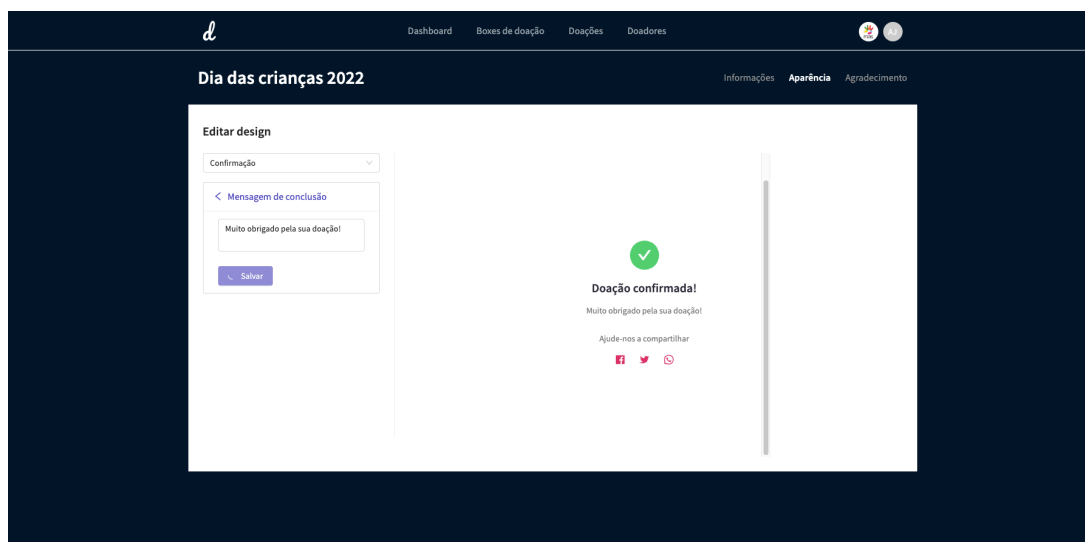 d
Dashboard Boxes de doação Doações Doadores
AJ
Dia das crianças 2022
Informações Aparência Agradecimento
Editar design
Confirmação
Mensagem de conclusão
Muito obrigado pela sua doação!
Salvar
Doação confirmada!
Muito obrigado pela sua doação!
Ajude-nos a compartilhar